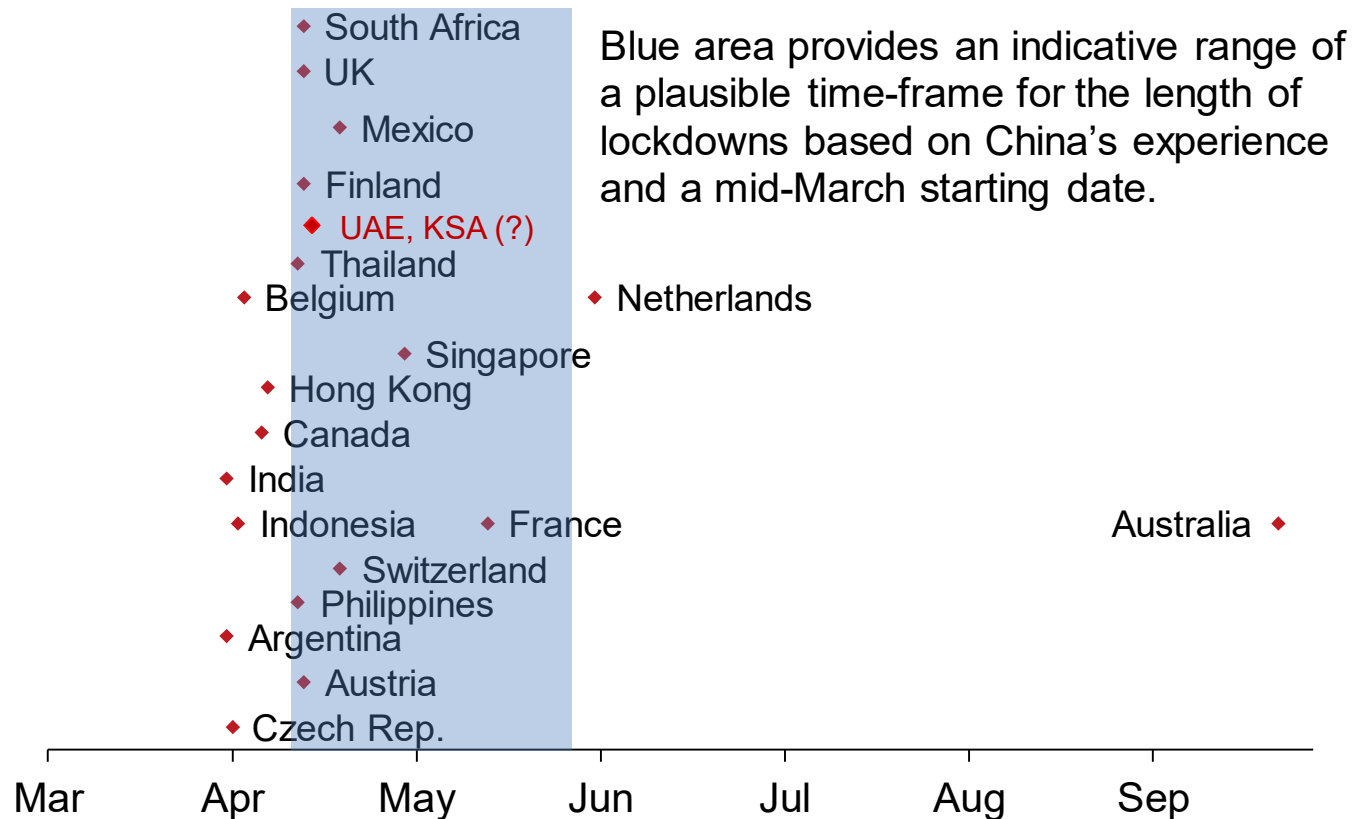 South Africa
Blue area provides an indicative range of
a plausible time-frame for the length of
lockdowns based on China’s experience
and a mid-March starting date.
UK
Mexico
Finland
UAE, KSA (?)
Thailand
Belgium
Netherlands
Singapore
Hong Kong
Canada
India
Indonesia
France
Australia
Switzerland
Philippines
Argentina
Austria
Czech Rep.
Mar Apr May Jun Jul Aug Sep